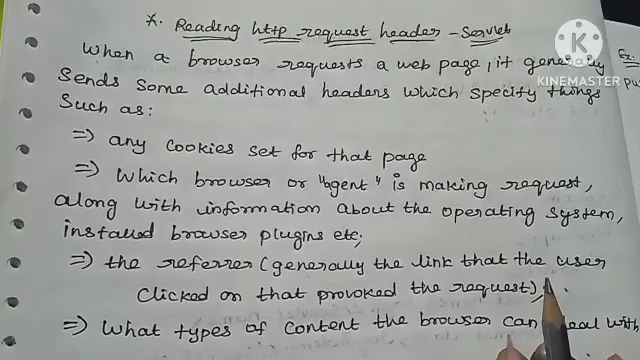 *. Reading http request header - Servlet
When a browser requests a web page, it generally
Sends some additional headers which specify things
Such as:
⇒ any cookies set for that page
⇒ which browser or "agent" is making request,
along with information about the operating system,
installed browser plugins etc;
⇒ the referrer (generally the link that the user
clicked on that provoked the request),
⇒ what types of content the browser can deal with
Ex:
KINEMASTER